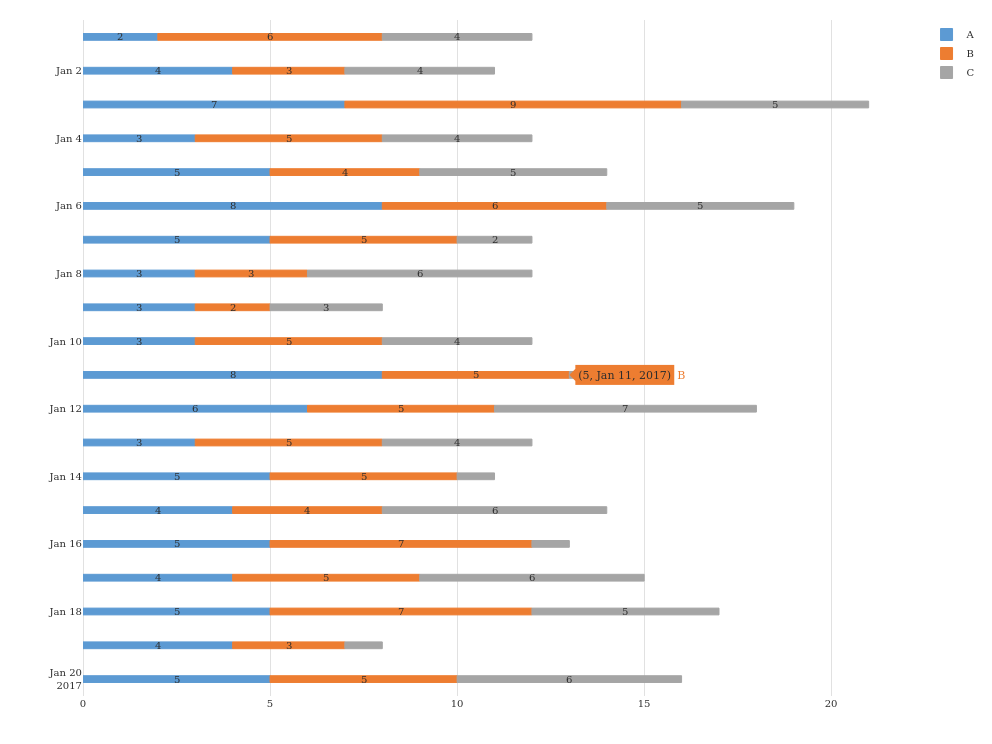 2 6 4
Jan 2 4 3 4
7 9 5
Jan 4 3 5 4
5 4 5
Jan 6 8 6 5
5 5 2
Jan 8 3 3 6
3 2 3
Jan 10 3 5 4
8 5 (5, Jan 11, 2017) B
Jan 12 6 5 7
3 5 4
Jan 14 5 5
4 4 6
Jan 16 5 7
4 5 6
Jan 18 5 7 5
4 3
Jan 20
2017
5 5 6
0 5 10 15 20
A
B
C